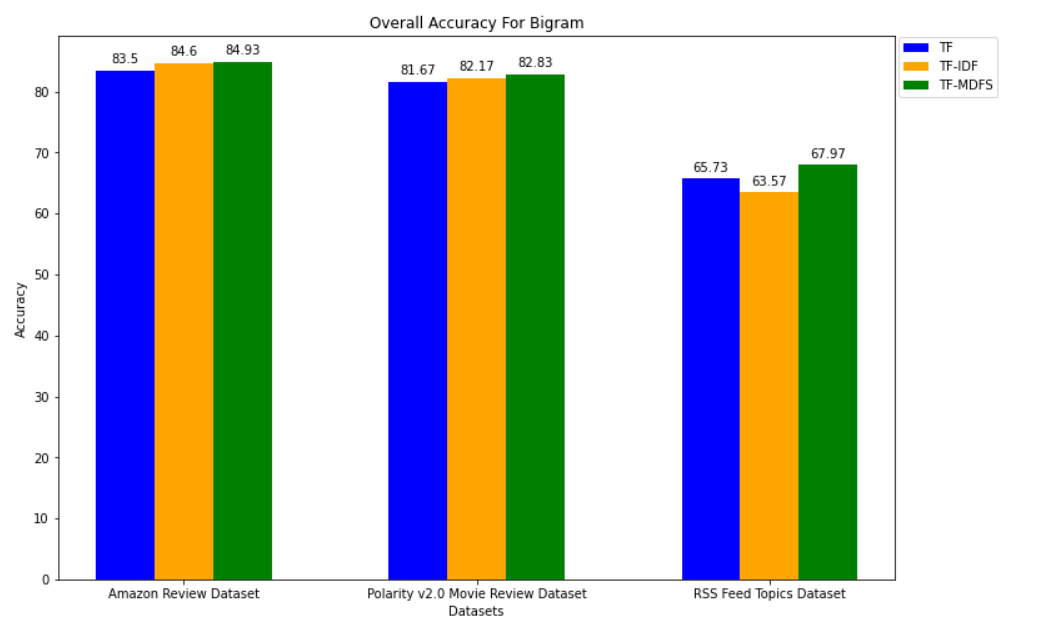 Overall Accuracy For Bigram
TF
TF-IDF
TF-MDFS
83.5
84.6
84.93
81.67
82.17
82.83
65.73
63.57
67.97
Accuracy
80
70
60
50
40
30
20
10
0
Amazon Review Dataset
Polarity v2.0 Movie Review Dataset
RSS Feed Topics Dataset
Datasets